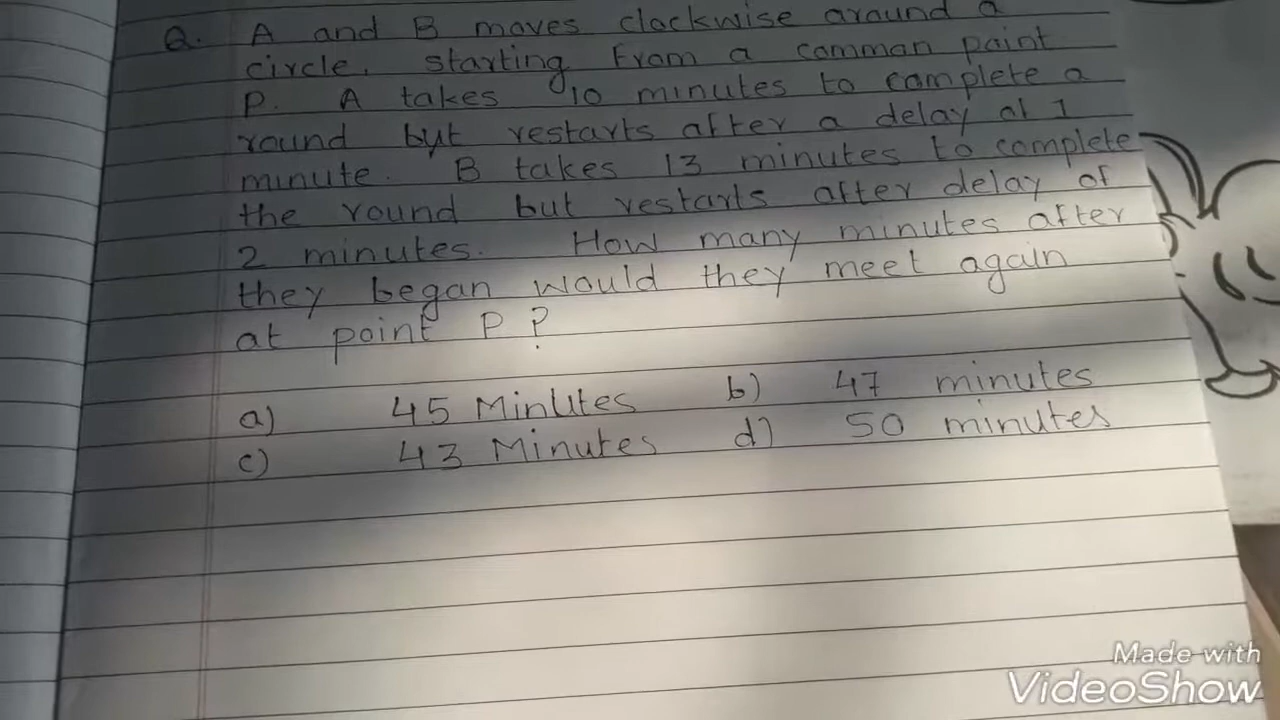 Q. A and B moves clockwise around a
circle. starting from a common point
P. A takes 10 minutes to complete a
round but restarts after a delay of 1
minute. B takes 13 minutes to complete
the round but restarts after delay of
2 minutes. How many minutes after
they began would they meet again
at point P ?
a) 45 Minutes b) 47 minutes
c) 43 Minutes d) 50 minutes
Made with
VideoShow